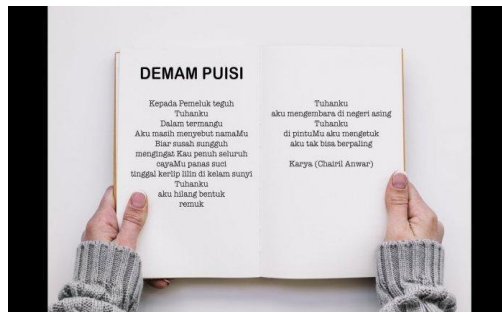 DEMAM PUISI
Kepada Pemeluk teguh
Tuhanku
Dalam termangu
Aku masih menyebut namaMu
Biar susah sungguh
mengingat Kau penuh seluruh
cayaMu panas suci
tinggal kerlip lilin di kelam sunyi
Tuhanku
aku hilang bentuk
remuk
Tuhanku
aku mengembara di negeri asing
Tuhanku
di pintuMu aku mengetuk
aku tak bisa berpaling
Karya (Chairil Anwar)